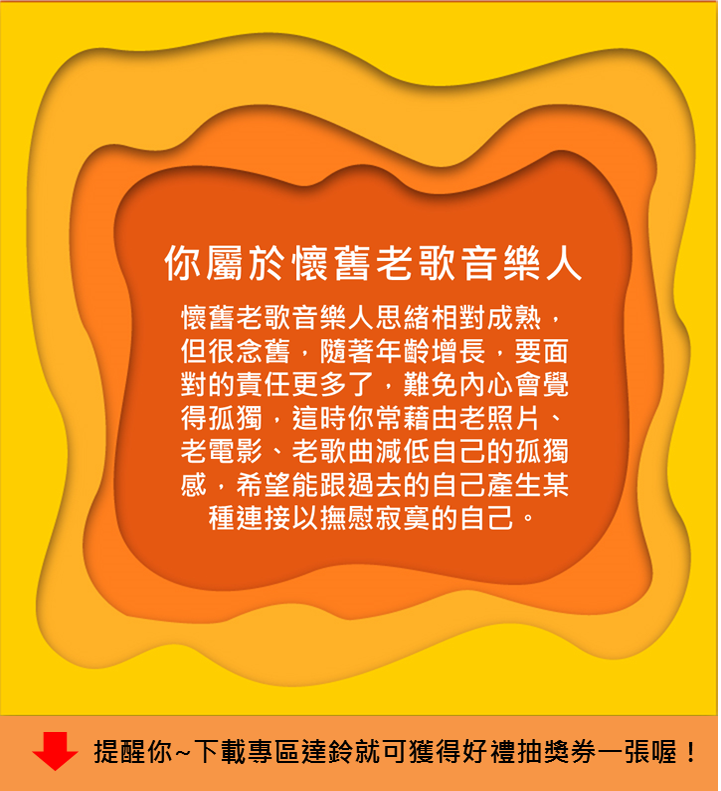 你屬於懷舊老歌音樂人
懷舊老歌音樂人思緒相對成熟，
但很念舊，隨著年齡增長，要面
對的責任更多了，難免內心會覺
得孤獨，這時你常藉由老照片、
老電影、老歌曲減低自己的孤獨
感，希望能跟過去的自己產生某
種連接以撫慰寂寞的自己。
提醒你~下載專區達鈴就可獲得好禮抽獎券一張喔！